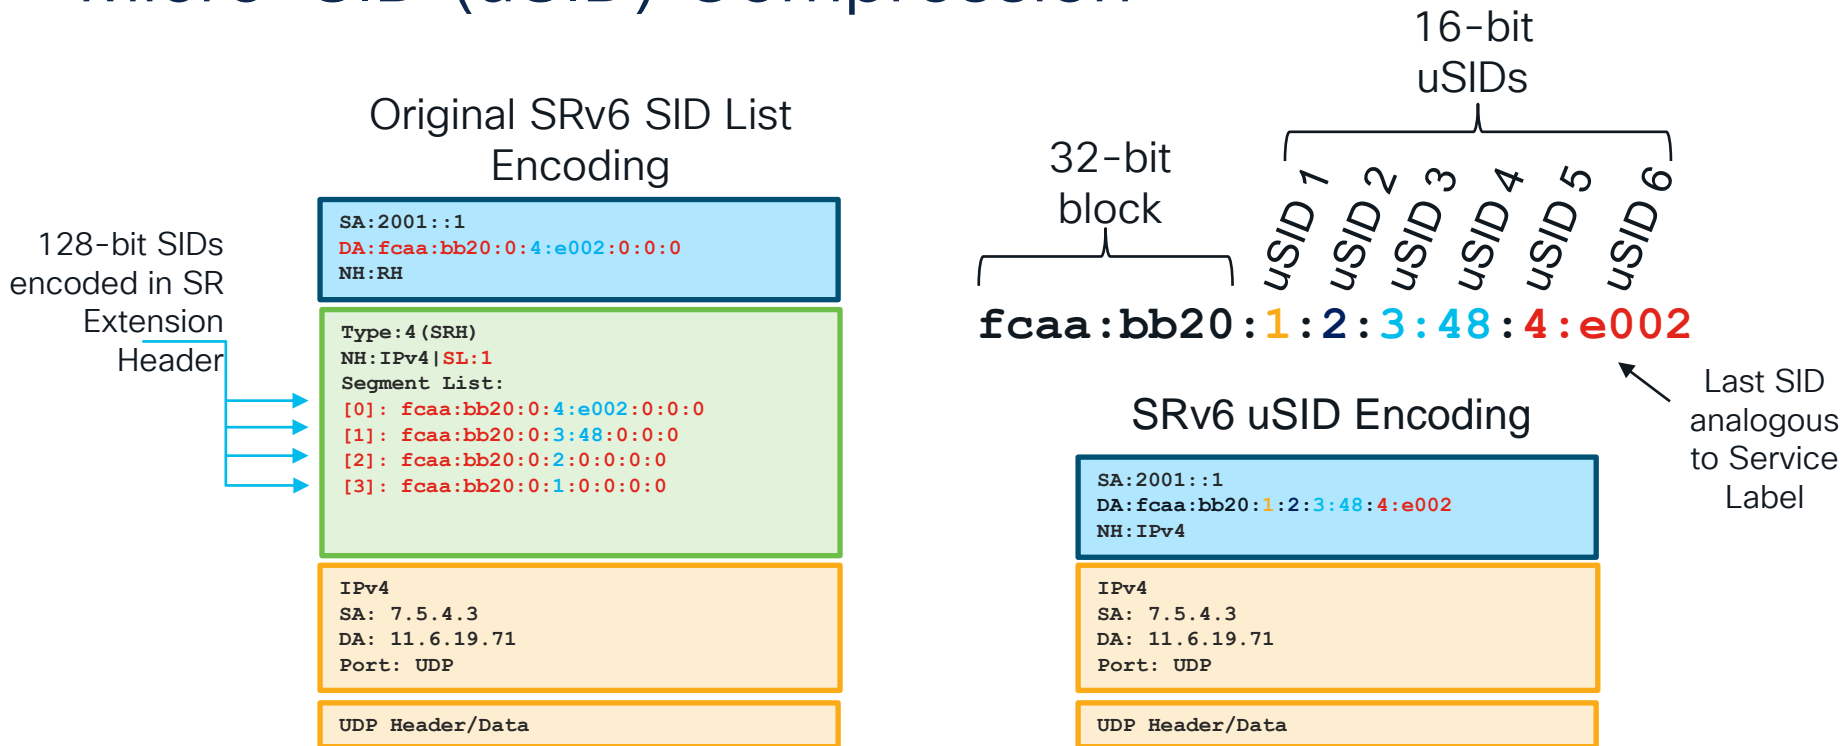 Micro-SID (uSID) Compression
Original SRv6 SID List
Encoding
128-bit SIDs
encoded in SR
Extension
Header
SA:2001::1
DA:fcaa:bb20:0:4:e002:0:0:0
NH:RH
Type:4(SRH)
NH:IPv4|SL:1
Segment List:
[0]: fcaa:bb20:0:4:e002:0:0:0
[1]: fcaa:bb20:0:3:48:0:0:0
[2]: fcaa:bb20:0:2:0:0:0:0
[3]: fcaa:bb20:0:1:0:0:0:0
IPv4
SA: 7.5.4.3
DA: 11.6.19.71
Port: UDP
UDP Header/Data
16-bit
uSIDs
32-bit
block
uSID 1
uSID 2
uSID 3
uSID 4
uSID 5
uSID 6
fcaa:bb20:1:2:3:48:4:e002
Last SID
analogous
to Service
Label
SRv6 uSID Encoding
SA:2001::1
DA:fcaa:bb20:1:2:3:48:4:e002
NH:IPv4
IPv4
SA: 7.5.4.3
DA: 11.6.19.71
Port: UDP
UDP Header/Data